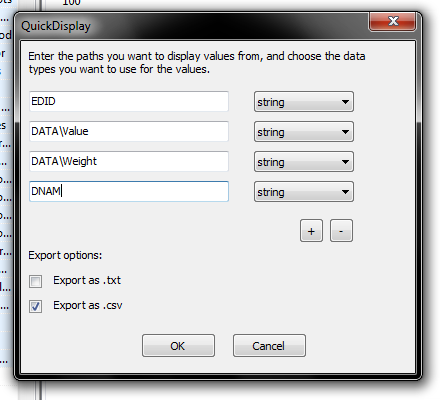 100
QuickDisplay
Enter the paths you want to display values from, and choose the data
types you want to use for the values.
EDID string
DATA\Value string
DATA\Weight string
DNAM string
+ -
Export options:
Export as .txt
Export as .csv
OK Cancel